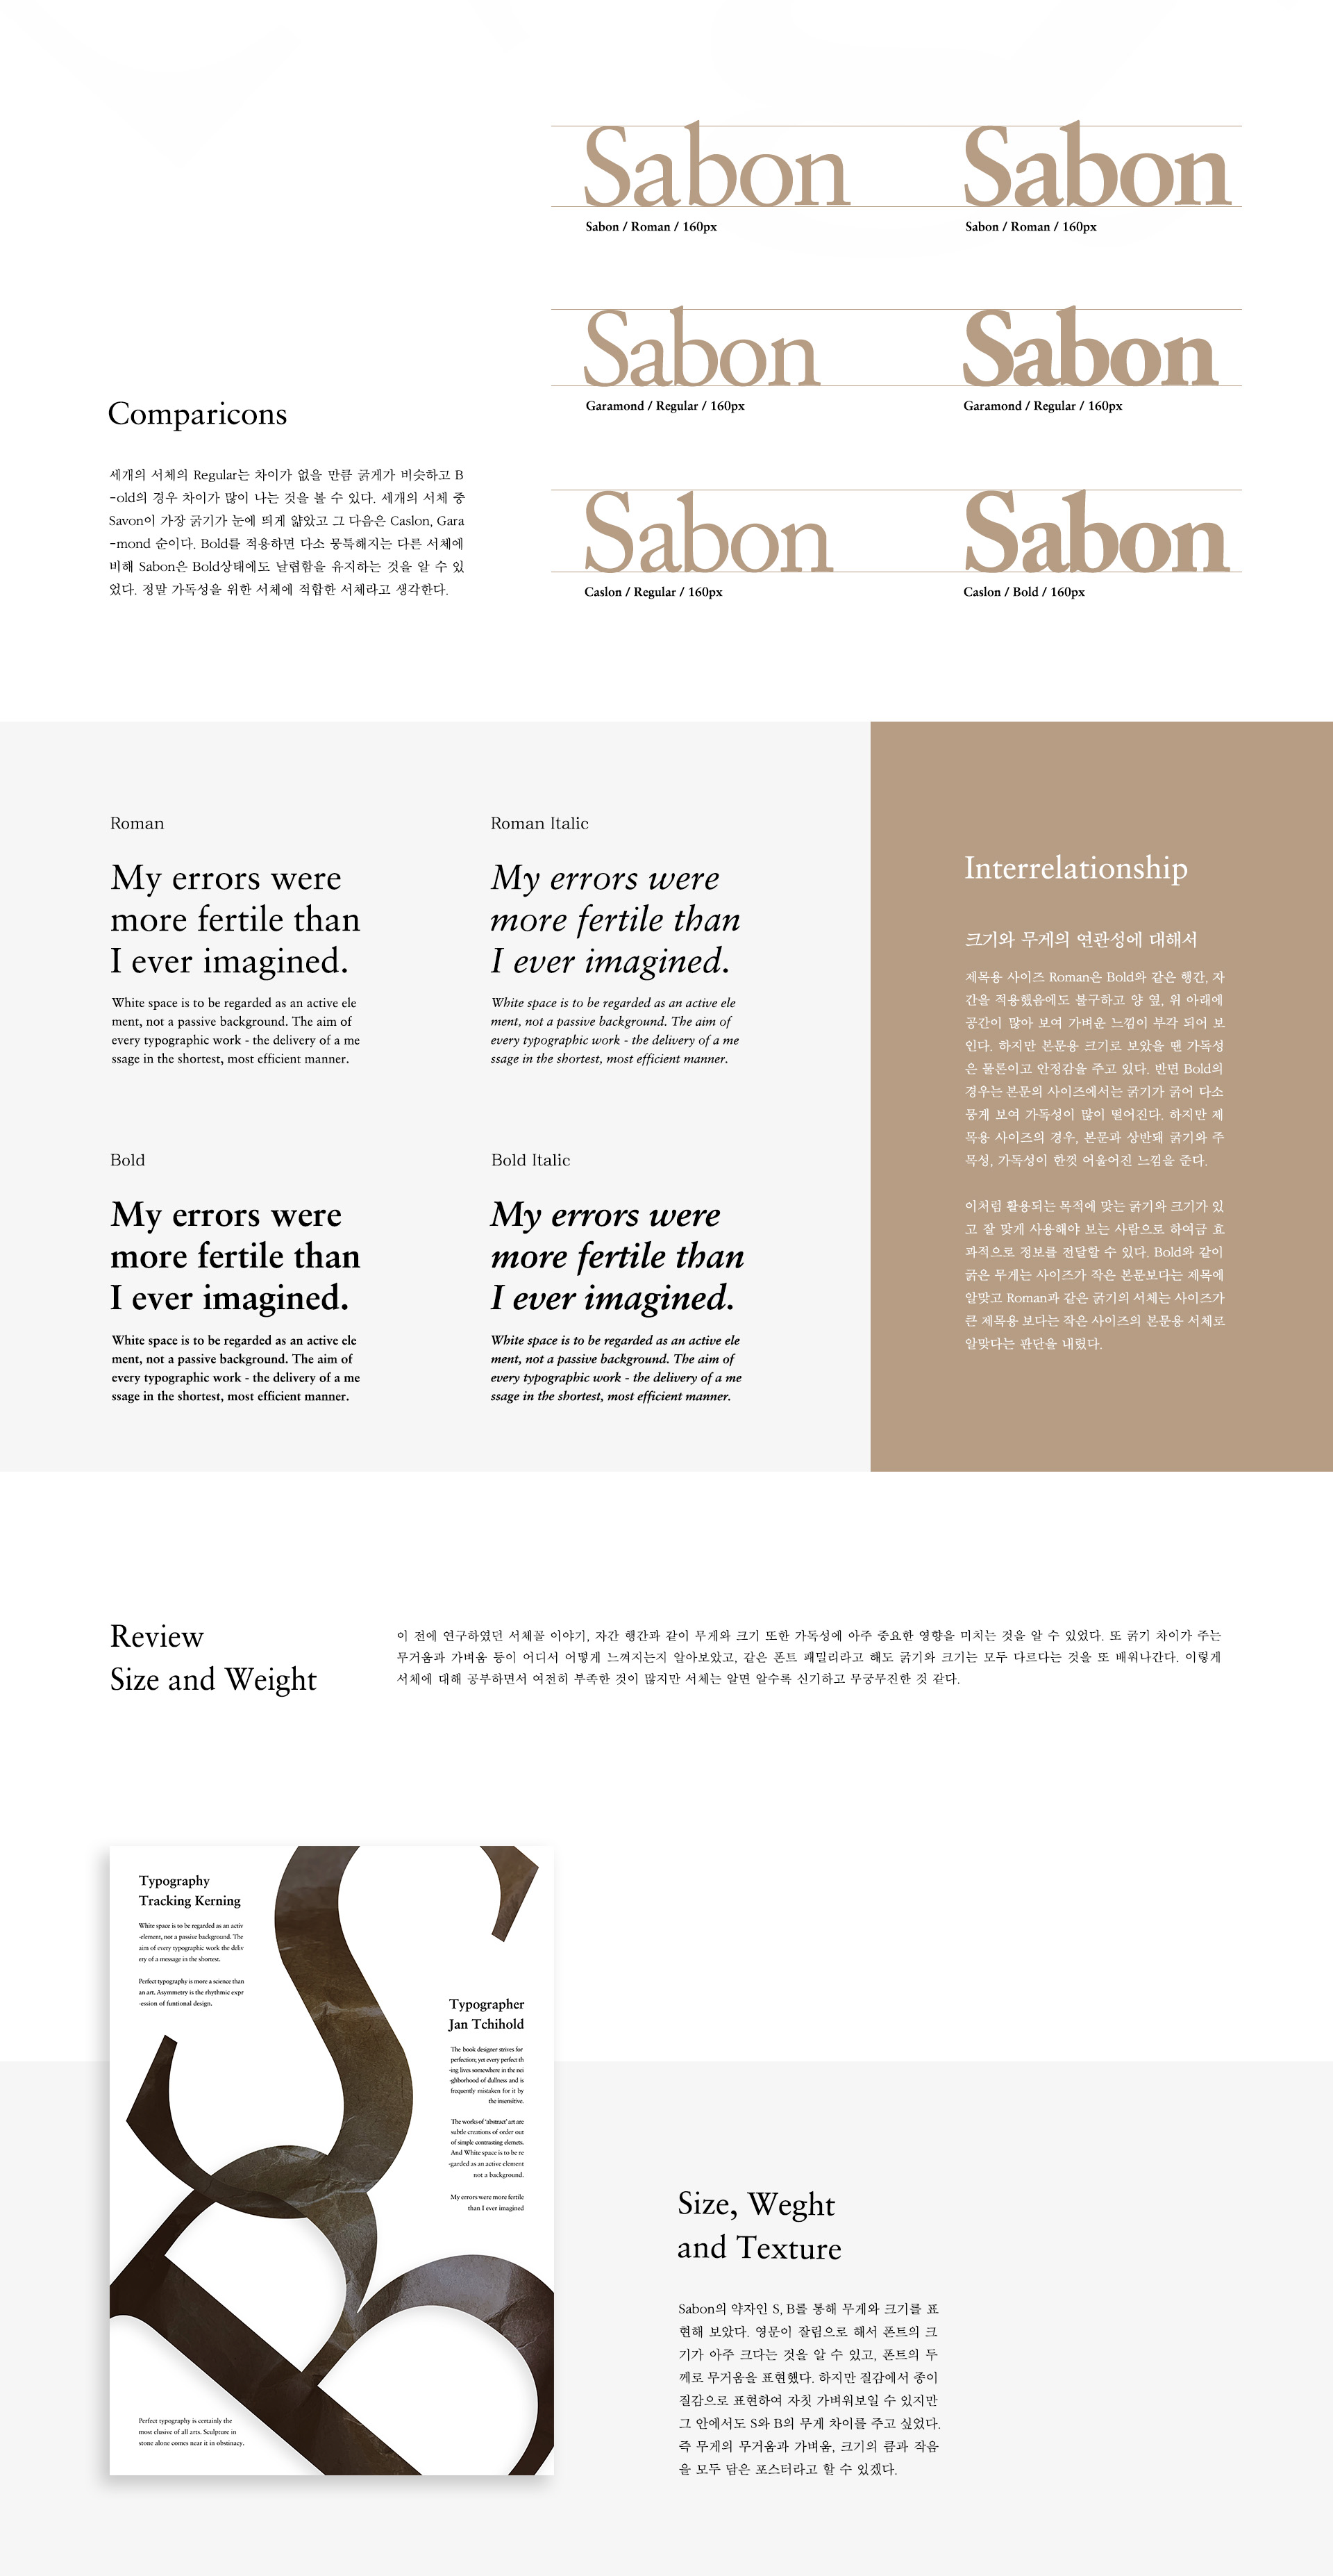 Sabon
Sabon
Sabon / Roman / 160px
Sabon / Roman / 160px
Sabon
Sabon
Garamond / Regular / 160px
Garamond / Regular / 160px
Sabon
Sabon
Caslon / Regular / 160px
Caslon / Bold / 160px
Comparicons
세개의 서체의 Regular는 차이가 없을 만큼 굵게가 비슷하고 B
-old의 경우 차이가 많이 나는 것을 볼 수 있다. 세개의 서체 중
Savon이 가장 굵기가 눈에 띄게 얇았고 그 다음은 Caslon, Gara
-mond 순이다. Bold를 적용하면 다소 뭉툭해지는 다른 서체에
비해 Sabon은 Bold상태에도 날렵함을 유지하는 것을 알 수 있
었다. 정말 가독성을 위한 서체에 적합한 서체라고 생각한다.
Roman
My errors were
more fertile than
I ever imagined.
White space is to be regarded as an active ele
ment, not a passive background. The aim of
every typographic work - the delivery of a me
ssage in the shortest, most efficient manner.
Roman Italic
My errors were
more fertile than
I ever imagined.
White space is to be regarded as an active ele
ment, not a passive background. The aim of
every typographic work - the delivery of a me
ssage in the shortest, most efficient manner.
Bold
My errors were
more fertile than
I ever imagined.
White space is to be regarded as an active ele
ment, not a passive background. The aim of
every typographic work - the delivery of a me
ssage in the shortest, most efficient manner.
Bold Italic
My errors were
more fertile than
I ever imagined.
White space is to be regarded as an active ele
ment, not a passive background. The aim of
every typographic work - the delivery of a me
ssage in the shortest, most efficient manner.
Interrelationship
크기와 무게의 연관성에 대해서
제목용 사이즈 Roman은 Bold와 같은 행간, 자
간을 적용했음에도 불구하고 양 옆, 위 아래에
공간이 많아 보여 가벼운 느낌이 부각 되어 보
인다. 하지만 본문용 크기로 보았을 땐 가독성
은 물론이고 안정감을 주고 있다. 반면 Bold의
경우는 본문의 사이즈에서는 굵기가 굵어 다소
뭉게 보여 가독성이 많이 떨어진다. 하지만 제
목용 사이즈의 경우, 본문과 상반돼 굵기와 주
목성, 가독성이 한껏 어울어진 느낌을 준다.
이처럼 활용되는 목적에 맞는 굵기와 크기가 있
고 잘 맞게 사용해야 보는 사람으로 하여금 효
과적으로 정보를 전달할 수 있다. Bold와 같이
굵은 무게는 사이즈가 작은 본문보다는 제목에
알맞고 Roman과 같은 굵기의 서체는 사이즈가
큰 제목용 보다는 작은 사이즈의 본문용 서체로
알맞다는 판단을 내렸다.
Review
Size and Weight
이 전에 연구하였던 서체꼴 이야기, 자간 행간과 같이 무게와 크기 또한 가독성에 아주 중요한 영향을 미치는 것을 알 수 있었다. 또 굵기 차이가 주는
무거움과 가벼움 등이 어디서 어떻게 느껴지는지 알아보았고, 같은 폰트 패밀리라고 해도 굵기와 크기는 모두 다르다는 것을 또 배워나간다. 이렇게
서체에 대해 공부하면서 여전히 부족한 것이 많지만 서체는 알면 알수록 신기하고 무궁무진한 것 같다.
Typography
Tracking Kerning
White space is to be regarded as an activ
-element, not a passive background. The
aim of every typographic work the deliv
ery of a message in the shortest.
Perfect typography is more a science than
an art. Asymmetry is the rhythmic expr
-ession of funtional design.
Typographer
Jan Tchihold
The book designer strives for
perfection; yet every perfect th
-ing lives somewhere in the nei
-ghborhood of dullness and is
frequently mistaken for it by
the insensitive.
The works of 'abstract' art are
subtle creations of order out
of simple contrasting elemets.
And White space is to be re
-garded as an active element
not a background.
My errors were more fertile
than I ever imagined
S
B
Perfect typography is certainly the
most elusive of all arts. Sculpture in
stone alone comes near it in obstinacy.
Size, Weght
and Texture
Sabon의 약자인 S, B를 통해 무게와 크기를 표
현해 보았다. 영문이 잘림으로 해서 폰트의 크
기가 아주 크다는 것을 알 수 있고, 폰트의 두
께로 무거움을 표현했다. 하지만 질감에서 종이
질감으로 표현하여 자칫 가벼워보일 수 있지만
그 안에서도 S와 B의 무게 차이를 주고 싶었다.
즉 무게의 무거움과 가벼움, 크기의 큼과 작음
을 모두 담은 포스터라고 할 수 있겠다.